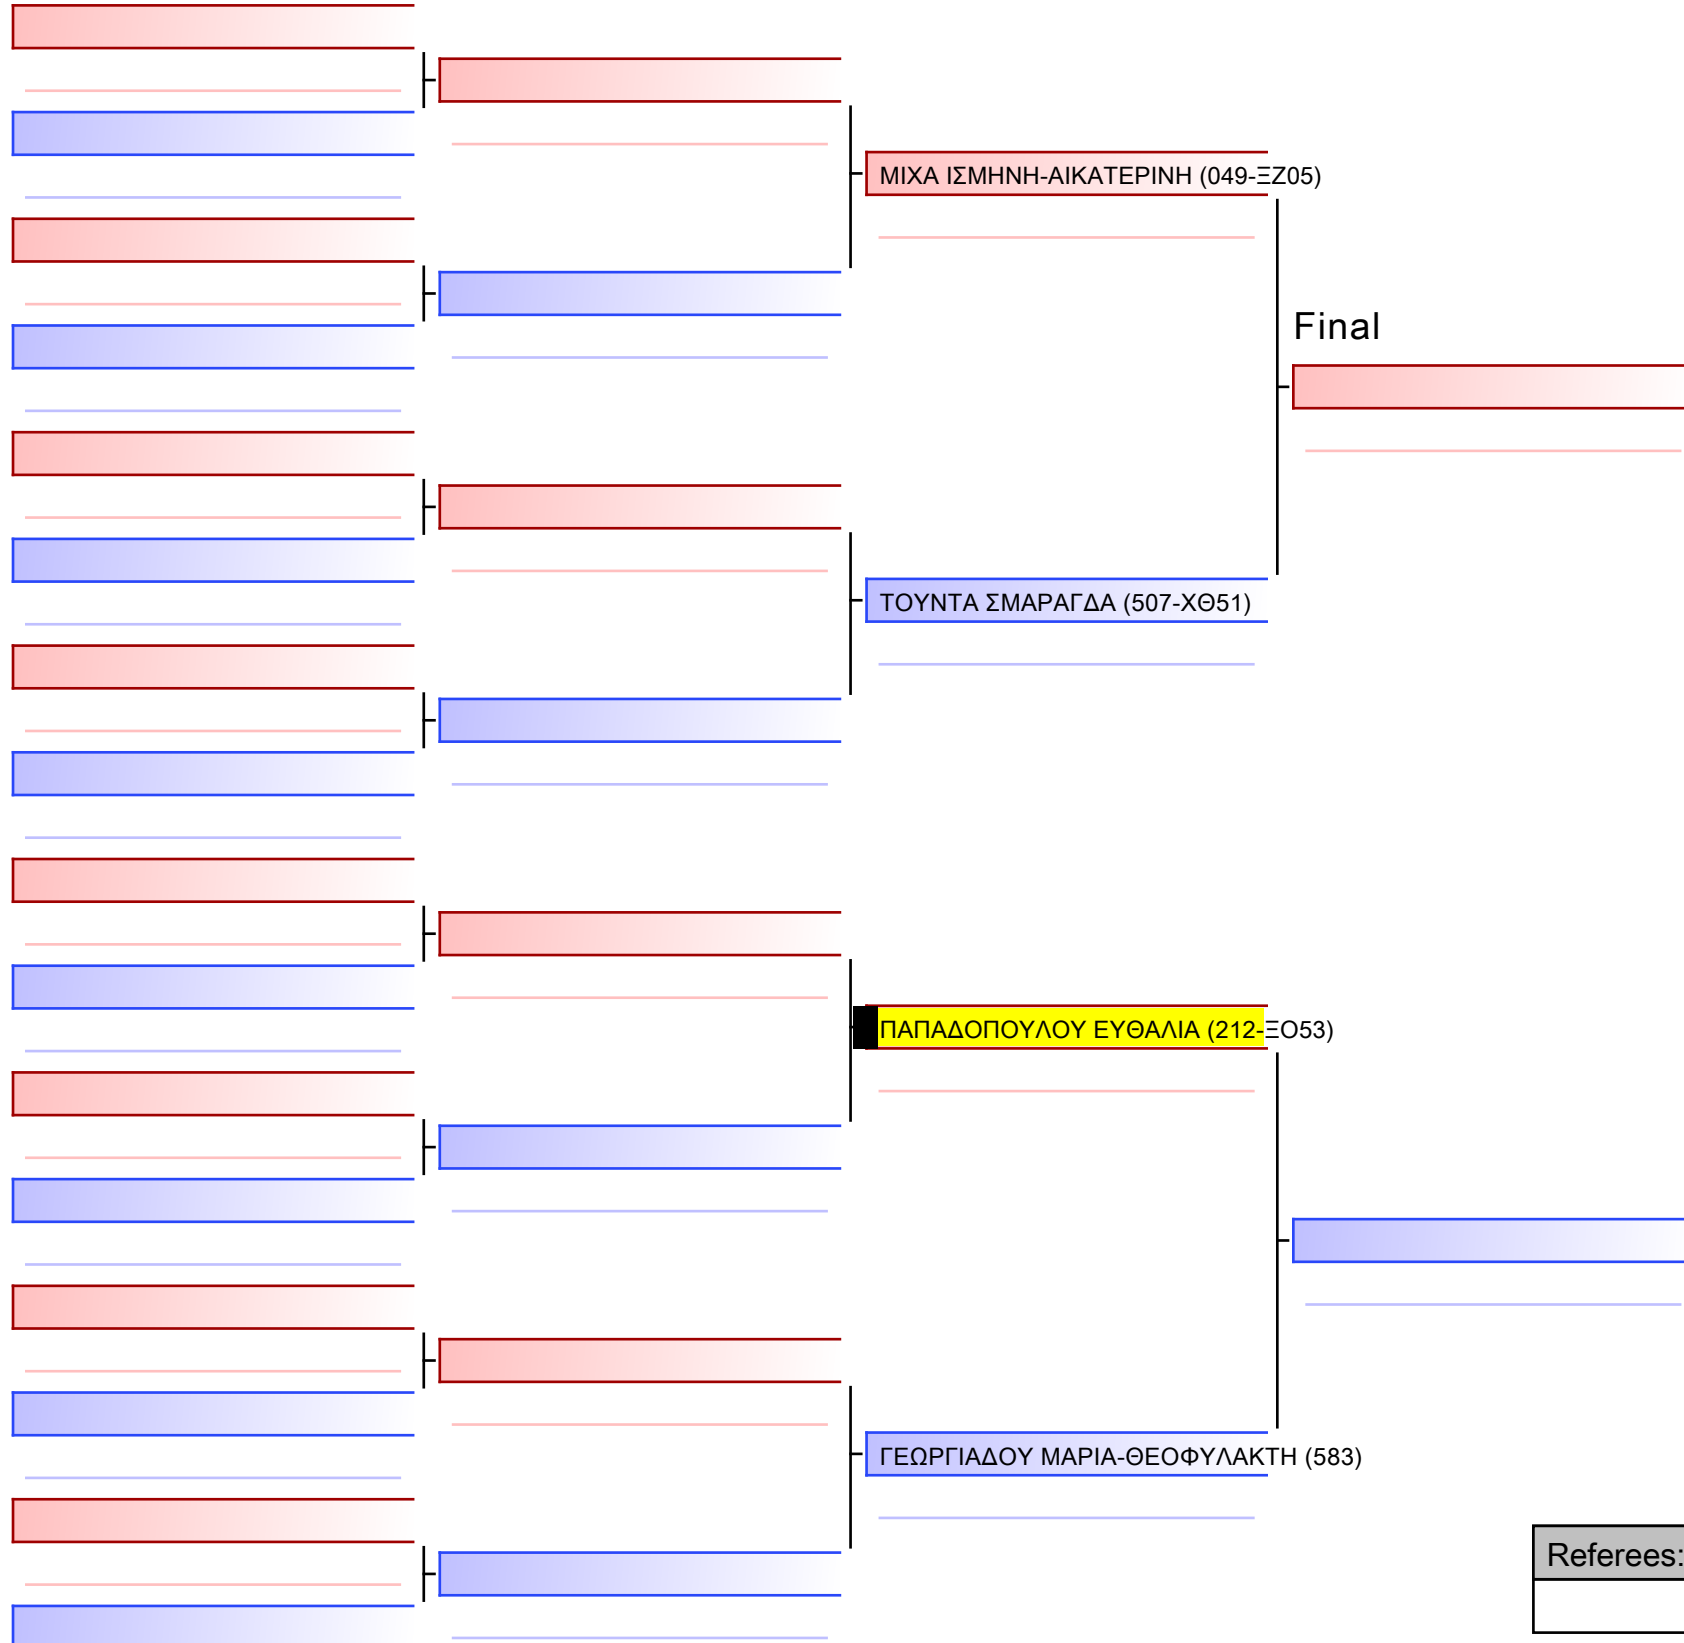 ΜΙΧΑ ΙΣΜΗΝΗ-ΑΙΚΑΤΕΡΙΝΗ (049-ΞΖ05)
Final
ΤΟΥΝΤΑ ΣΜΑΡΑΓΔΑ (507-ΧΘ51)
ΠΑΠΑΔΟΠΟΥΛΟΥ ΕΥΘΑΛΙΑ (212-ΞΟ53)
ΓΕΩΡΓΙΑΔΟΥ ΜΑΡΙΑ-ΘΕΟΦΥΛΑΚΤΗ (583)
Referees: